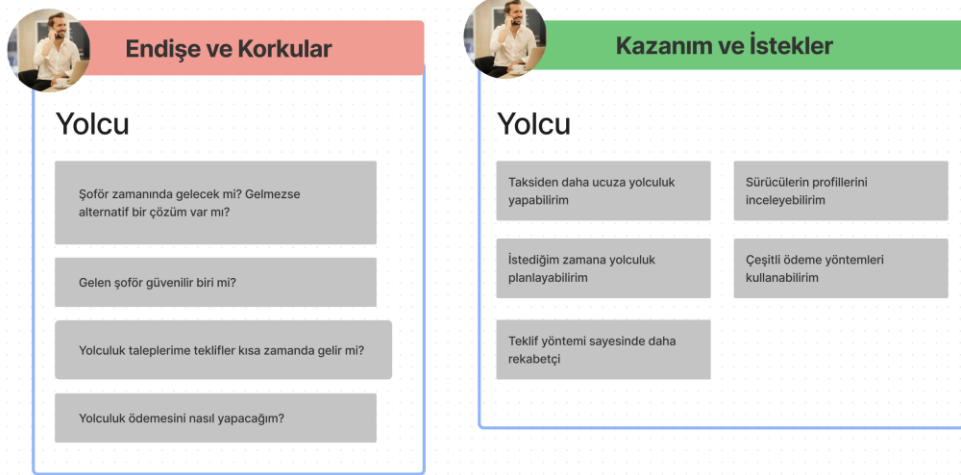 Endişe ve Korkular
Yolcu
Şoför zamanında gelecek mi? Gelmezse
alternatif bir çözüm var mı?
Gelen şoför güvenilir biri mi?
Yolculuk taleplerime teklifler kısa zamanda gelir mi?
Yolculuk ödemesini nasıl yapacağım?
Kazanım ve İstekler
Yolcu
Taksiden daha ucuza yolculuk
yapabilirim
Sürücülerin profillerini
inceleyebilirim
İstediğim zamana yolculuk
planlayabilirim
Çeşitli ödeme yöntemleri
kullanabilirim
Teklif yöntemi sayesinde daha
rekabetçi